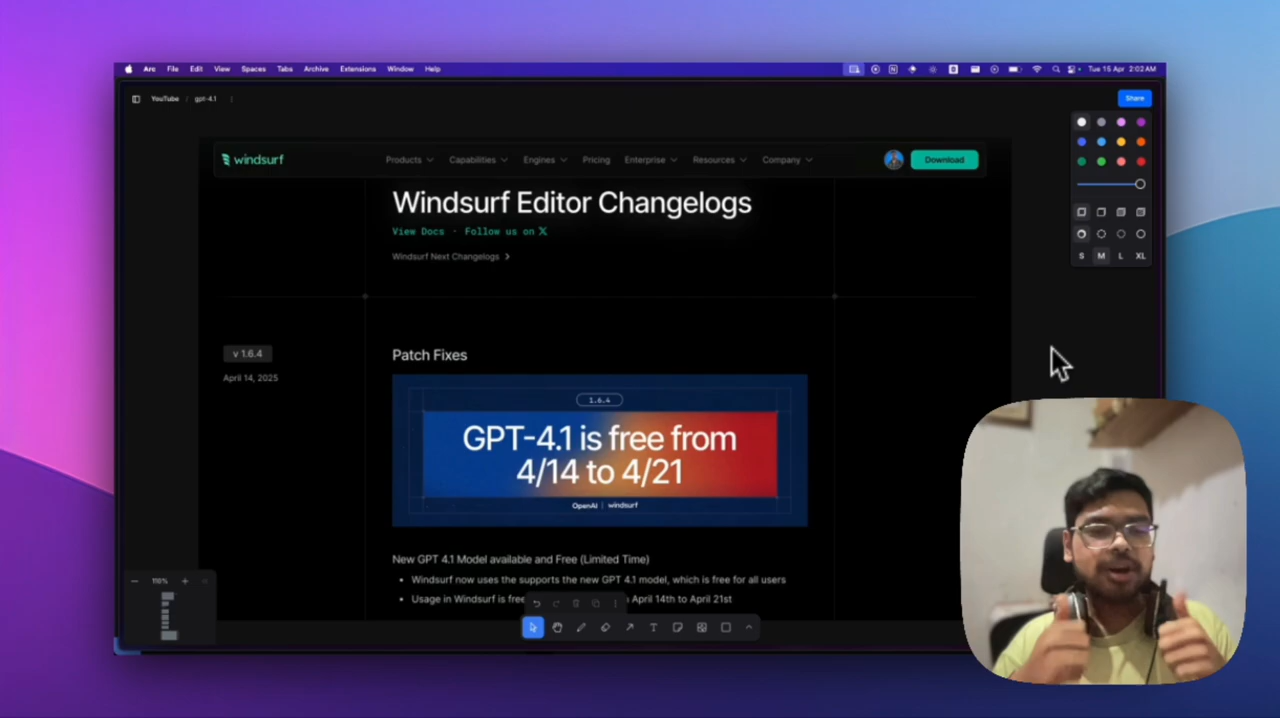 Arc File Edit View Spaces Tabs Archive Extensions Window Help Tue 15 Apr 2:02AM
YouTube / gpt-4.1
Share
windsurf Products Capabilities Engines Pricing Enterprise Resources Company Download
Windsurf Editor Changelogs
View Docs · Follow us on X
Windsurf Next Changelogs
S M L XL
v 1.6.4
April 14, 2025
Patch Fixes
1.6.4
GPT-4.1 is free from
4/14 to 4/21
OpenAI | windsurf
New GPT 4.1 Model available and Free (Limited Time)
• Windsurf now uses the supports the new GPT 4.1 model, which is free for all users
• Usage in Windsurf is free April 14th to April 21st
110%